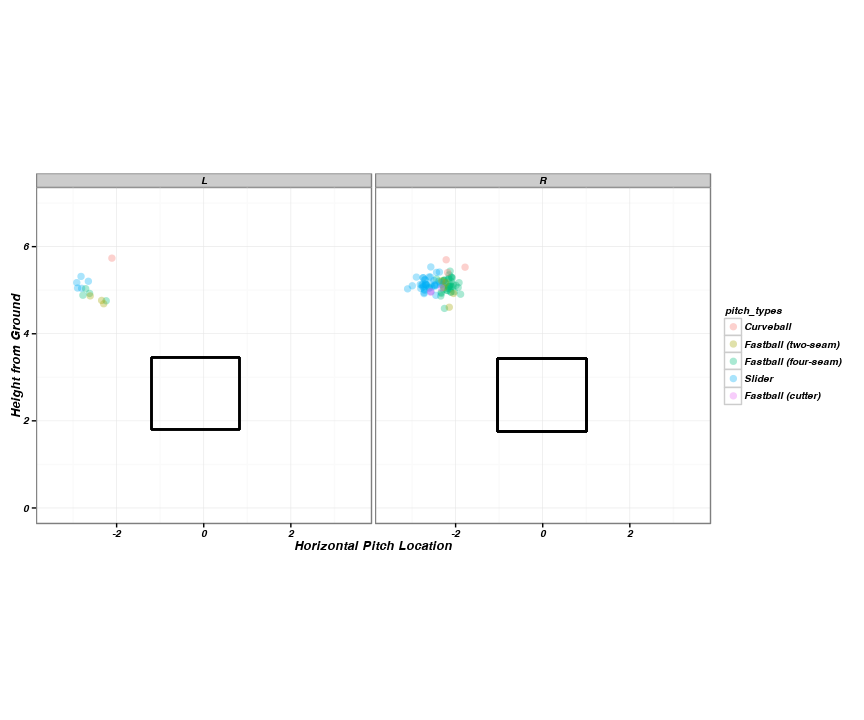 L
R
6
4
2
0
Height from Ground
-2
0
2
-2
0
2
Horizontal Pitch Location
pitch_types
Curveball
Fastball (two-seam)
Fastball (four-seam)
Slider
Fastball (cutter)